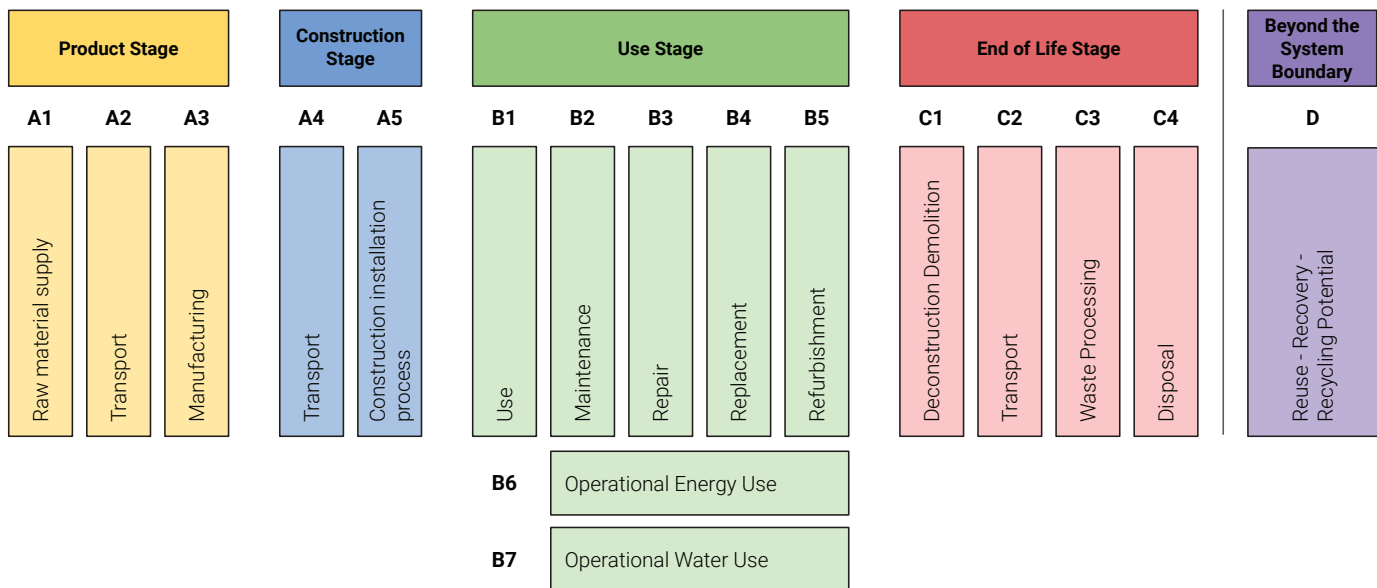 Product Stage
Construction
Stage
Use Stage
End of Life Stage
Beyond the
System
Boundary
A1
A2
A3
A4
A5
B1
B2
B3
B4
B5
C1
C2
C3
C4
D
Raw material supply
Transport
Manufacturing
Transport
Construction installation
process
Use
Maintenance
Repair
Replacement
Refurbishment
Deconstruction Demolition
Transport
Waste Processing
Disposal
Reuse - Recovery -
Recycling Potential
B6
Operational Energy Use
B7
Operational Water Use